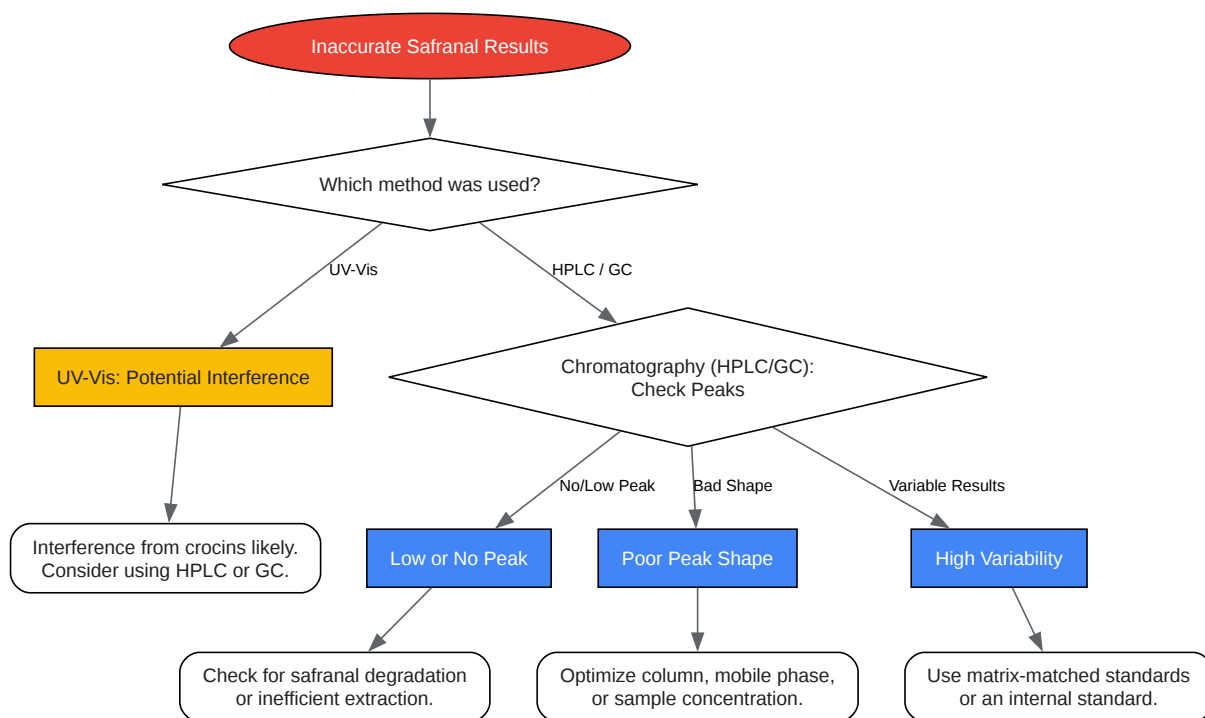 Inaccurate Safranal Results
Which method was used?
UV-Vis
HPLC / GC
UV-Vis: Potential Interference
Chromatography (HPLC/GC):
Check Peaks
No/Low Peak
Bad Shape
Variable Results
Interference from crocins likely.
Consider using HPLC or GC.
Low or No Peak
Poor Peak Shape
High Variability
Check for safranal degradation
or inefficient extraction.
Optimize column, mobile phase,
or sample concentration.
Use matrix-matched standards
or an internal standard.